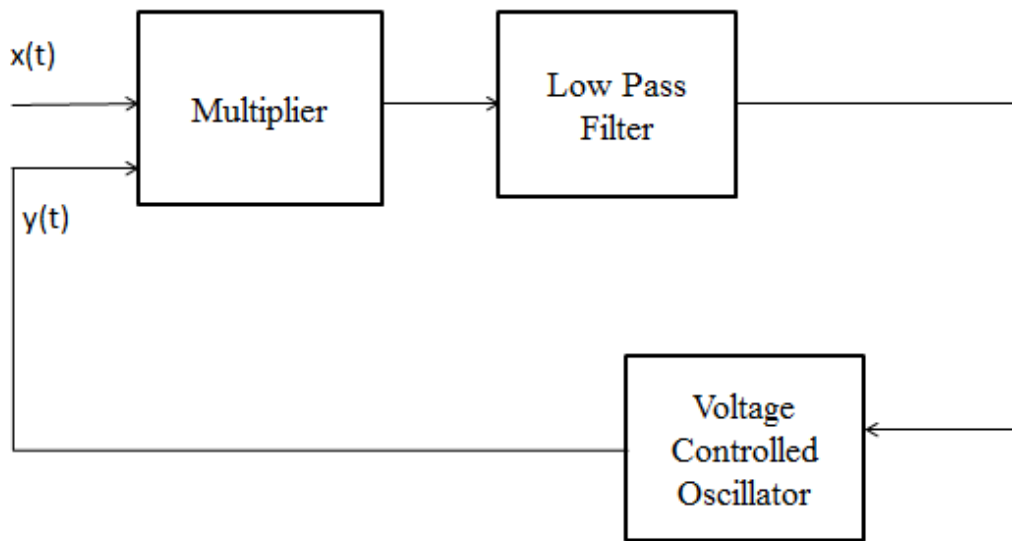 x(t)
Multiplier
Low Pass
Filter
y(t)
Voltage
Controlled
Oscillator